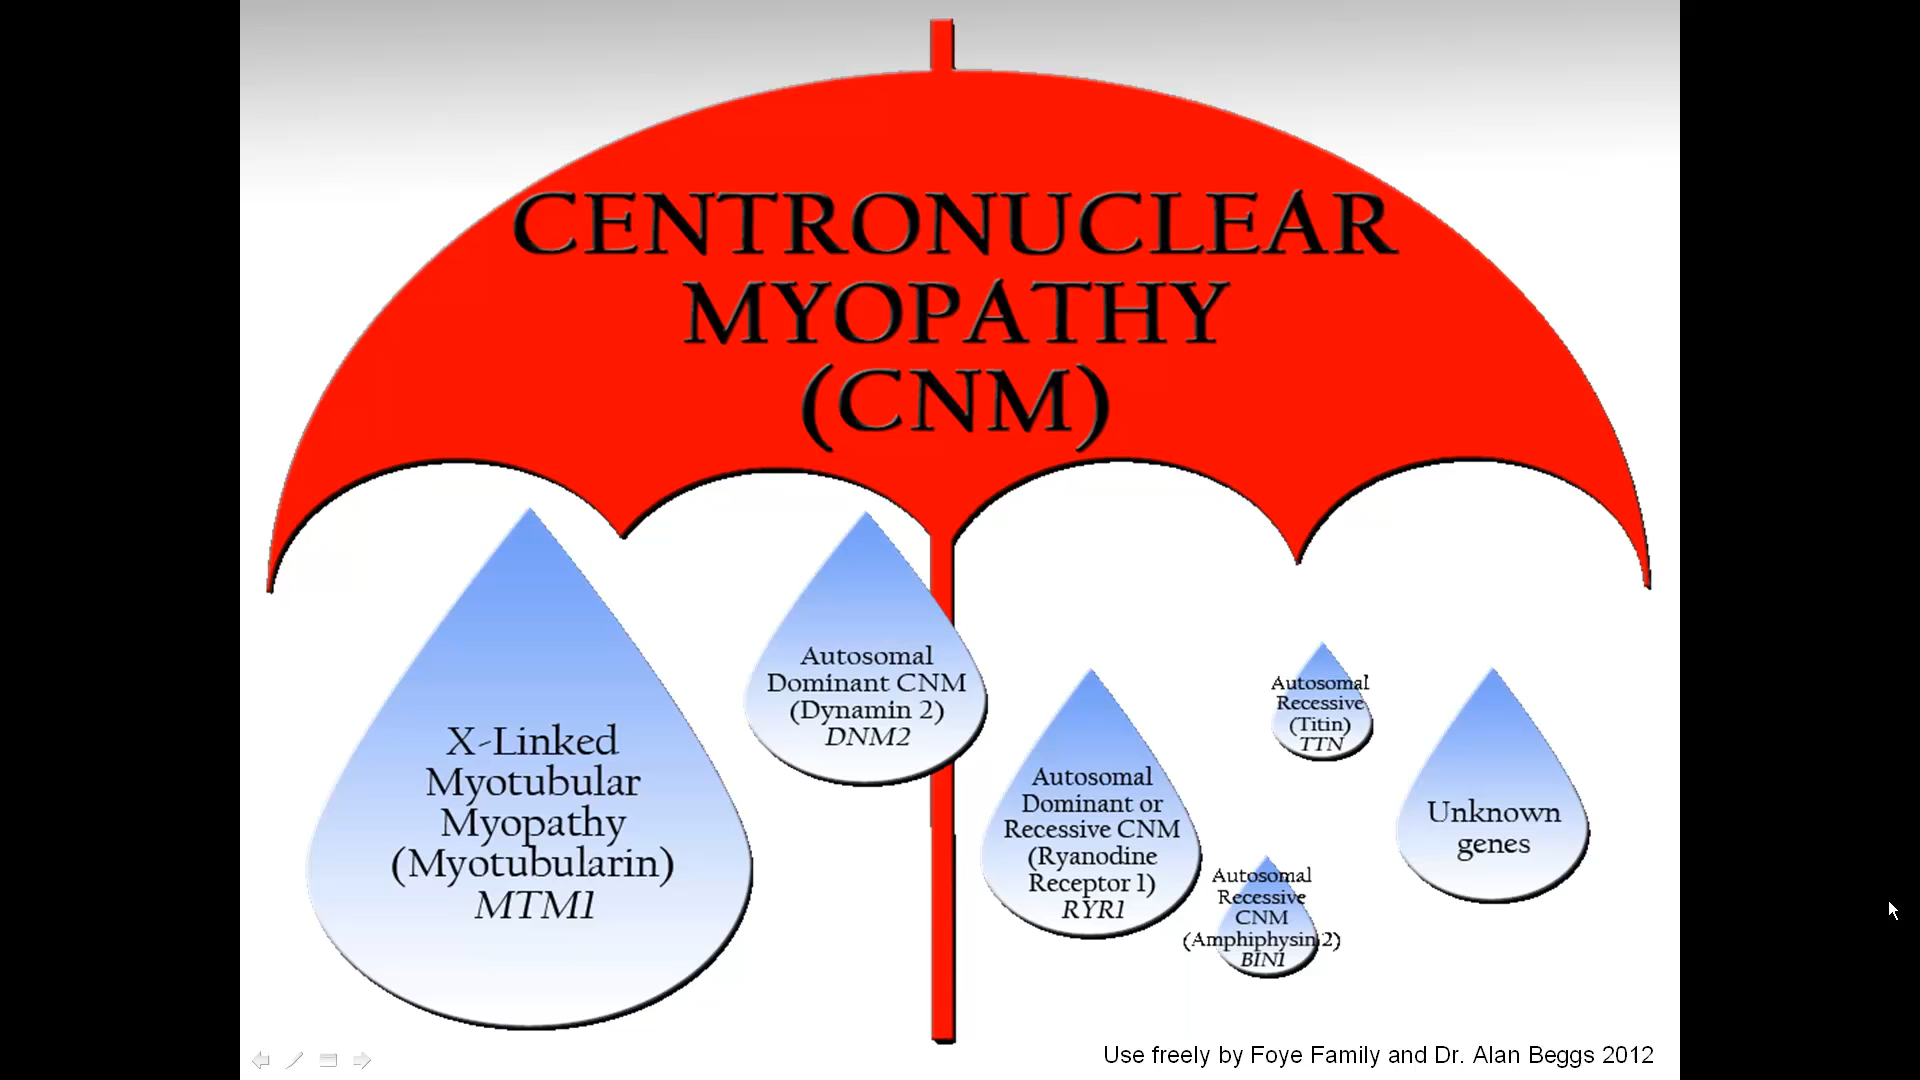 CENTRONUCLEAR
MYOPATHY
(CNM)
X-Linked
Myotubular
Myopathy
(Myotubularin)
MTM1
Autosomal
Dominant CNM
(Dynamin 2)
DNM2
Autosomal
Dominant or
Recessive CNM
(Ryanodine
Receptor 1)
RYR1
Autosomal
Recessive
(Titin)
TTN
Autosomal
Recessive
CNM
(Amphiphysin 2)
BIN1
Unknown
genes
Use freely by Foye Family and Dr. Alan Beggs 2012